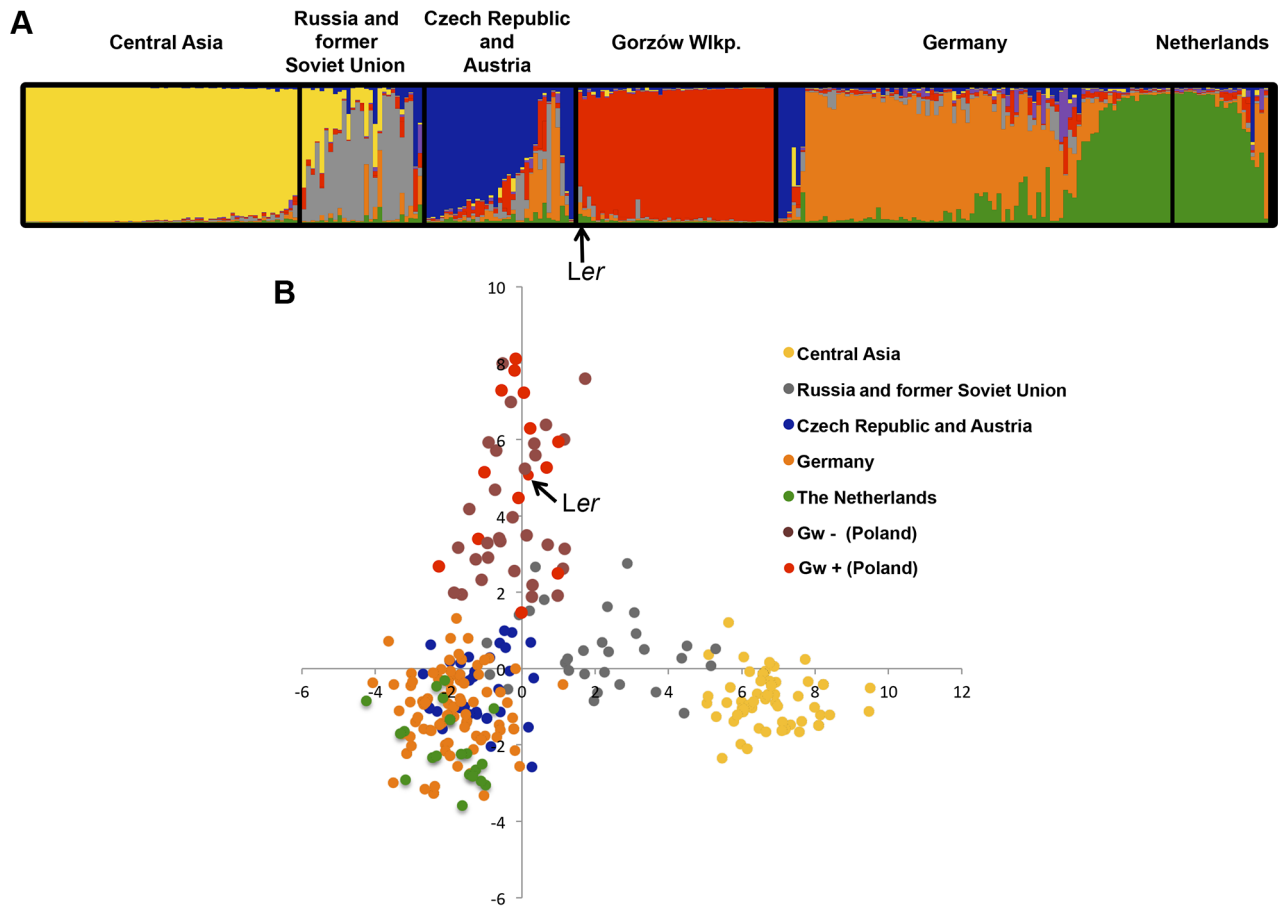 A
Central Asia
Russia and
former
Soviet Union
Czech Republic
and
Austria
Gorzów Wlkp.
Germany
Netherlands
Ler
B
10
8
6
4
2
0
-2
-4
-6
-6
-4
-2
0
2
4
6
8
10
12
Ler
Central Asia
Russia and former Soviet Union
Czech Republic and Austria
Germany
The Netherlands
Gw - (Poland)
Gw + (Poland)